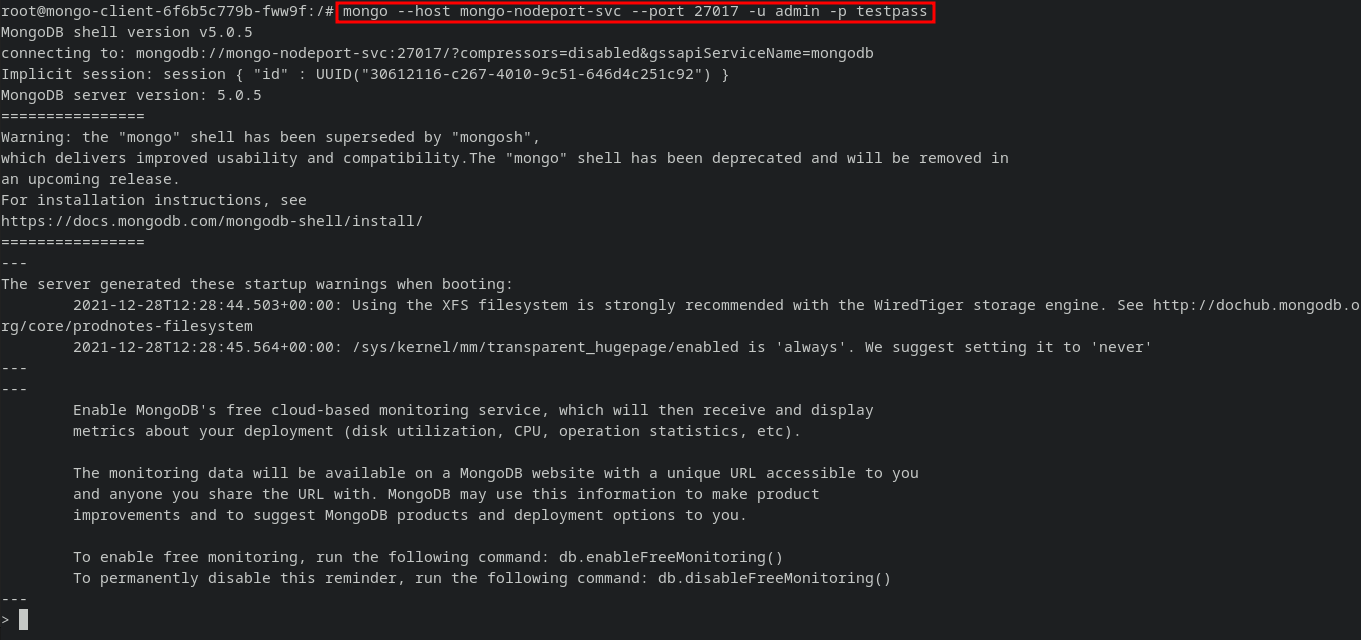 root@mongo-client-6f6b5c779b-fww9f:/# mongo --host mongo-nodeport-svc --port 27017 -u admin -p testpass
MongoDB shell version v5.0.5
connecting to: mongodb://mongo-nodeport-svc:27017/?compressors=disabled&gssapiServiceName=mongodb
Implicit session: session { "id" : UUID("30612116-c267-4010-9c51-646d4c251c92") }
MongoDB server version: 5.0.5
================
Warning: the "mongo" shell has been superseded by "mongosh",
which delivers improved usability and compatibility.The "mongo" shell has been deprecated and will be removed in
an upcoming release.
For installation instructions, see
https://docs.mongodb.com/mongodb-shell/install/
================
---
The server generated these startup warnings when booting:
        2021-12-28T12:28:44.503+00:00: Using the XFS filesystem is strongly recommended with the WiredTiger storage engine. See http://dochub.mongodb.o
rg/core/prodnotes-filesystem
        2021-12-28T12:28:45.564+00:00: /sys/kernel/mm/transparent_hugepage/enabled is 'always'. We suggest setting it to 'never'
---
---
        Enable MongoDB's free cloud-based monitoring service, which will then receive and display
        metrics about your deployment (disk utilization, CPU, operation statistics, etc).

        The monitoring data will be available on a MongoDB website with a unique URL accessible to you
        and anyone you share the URL with. MongoDB may use this information to make product
        improvements and to suggest MongoDB products and deployment options to you.

        To enable free monitoring, run the following command: db.enableFreeMonitoring()
        To permanently disable this reminder, run the following command: db.disableFreeMonitoring()
---
>